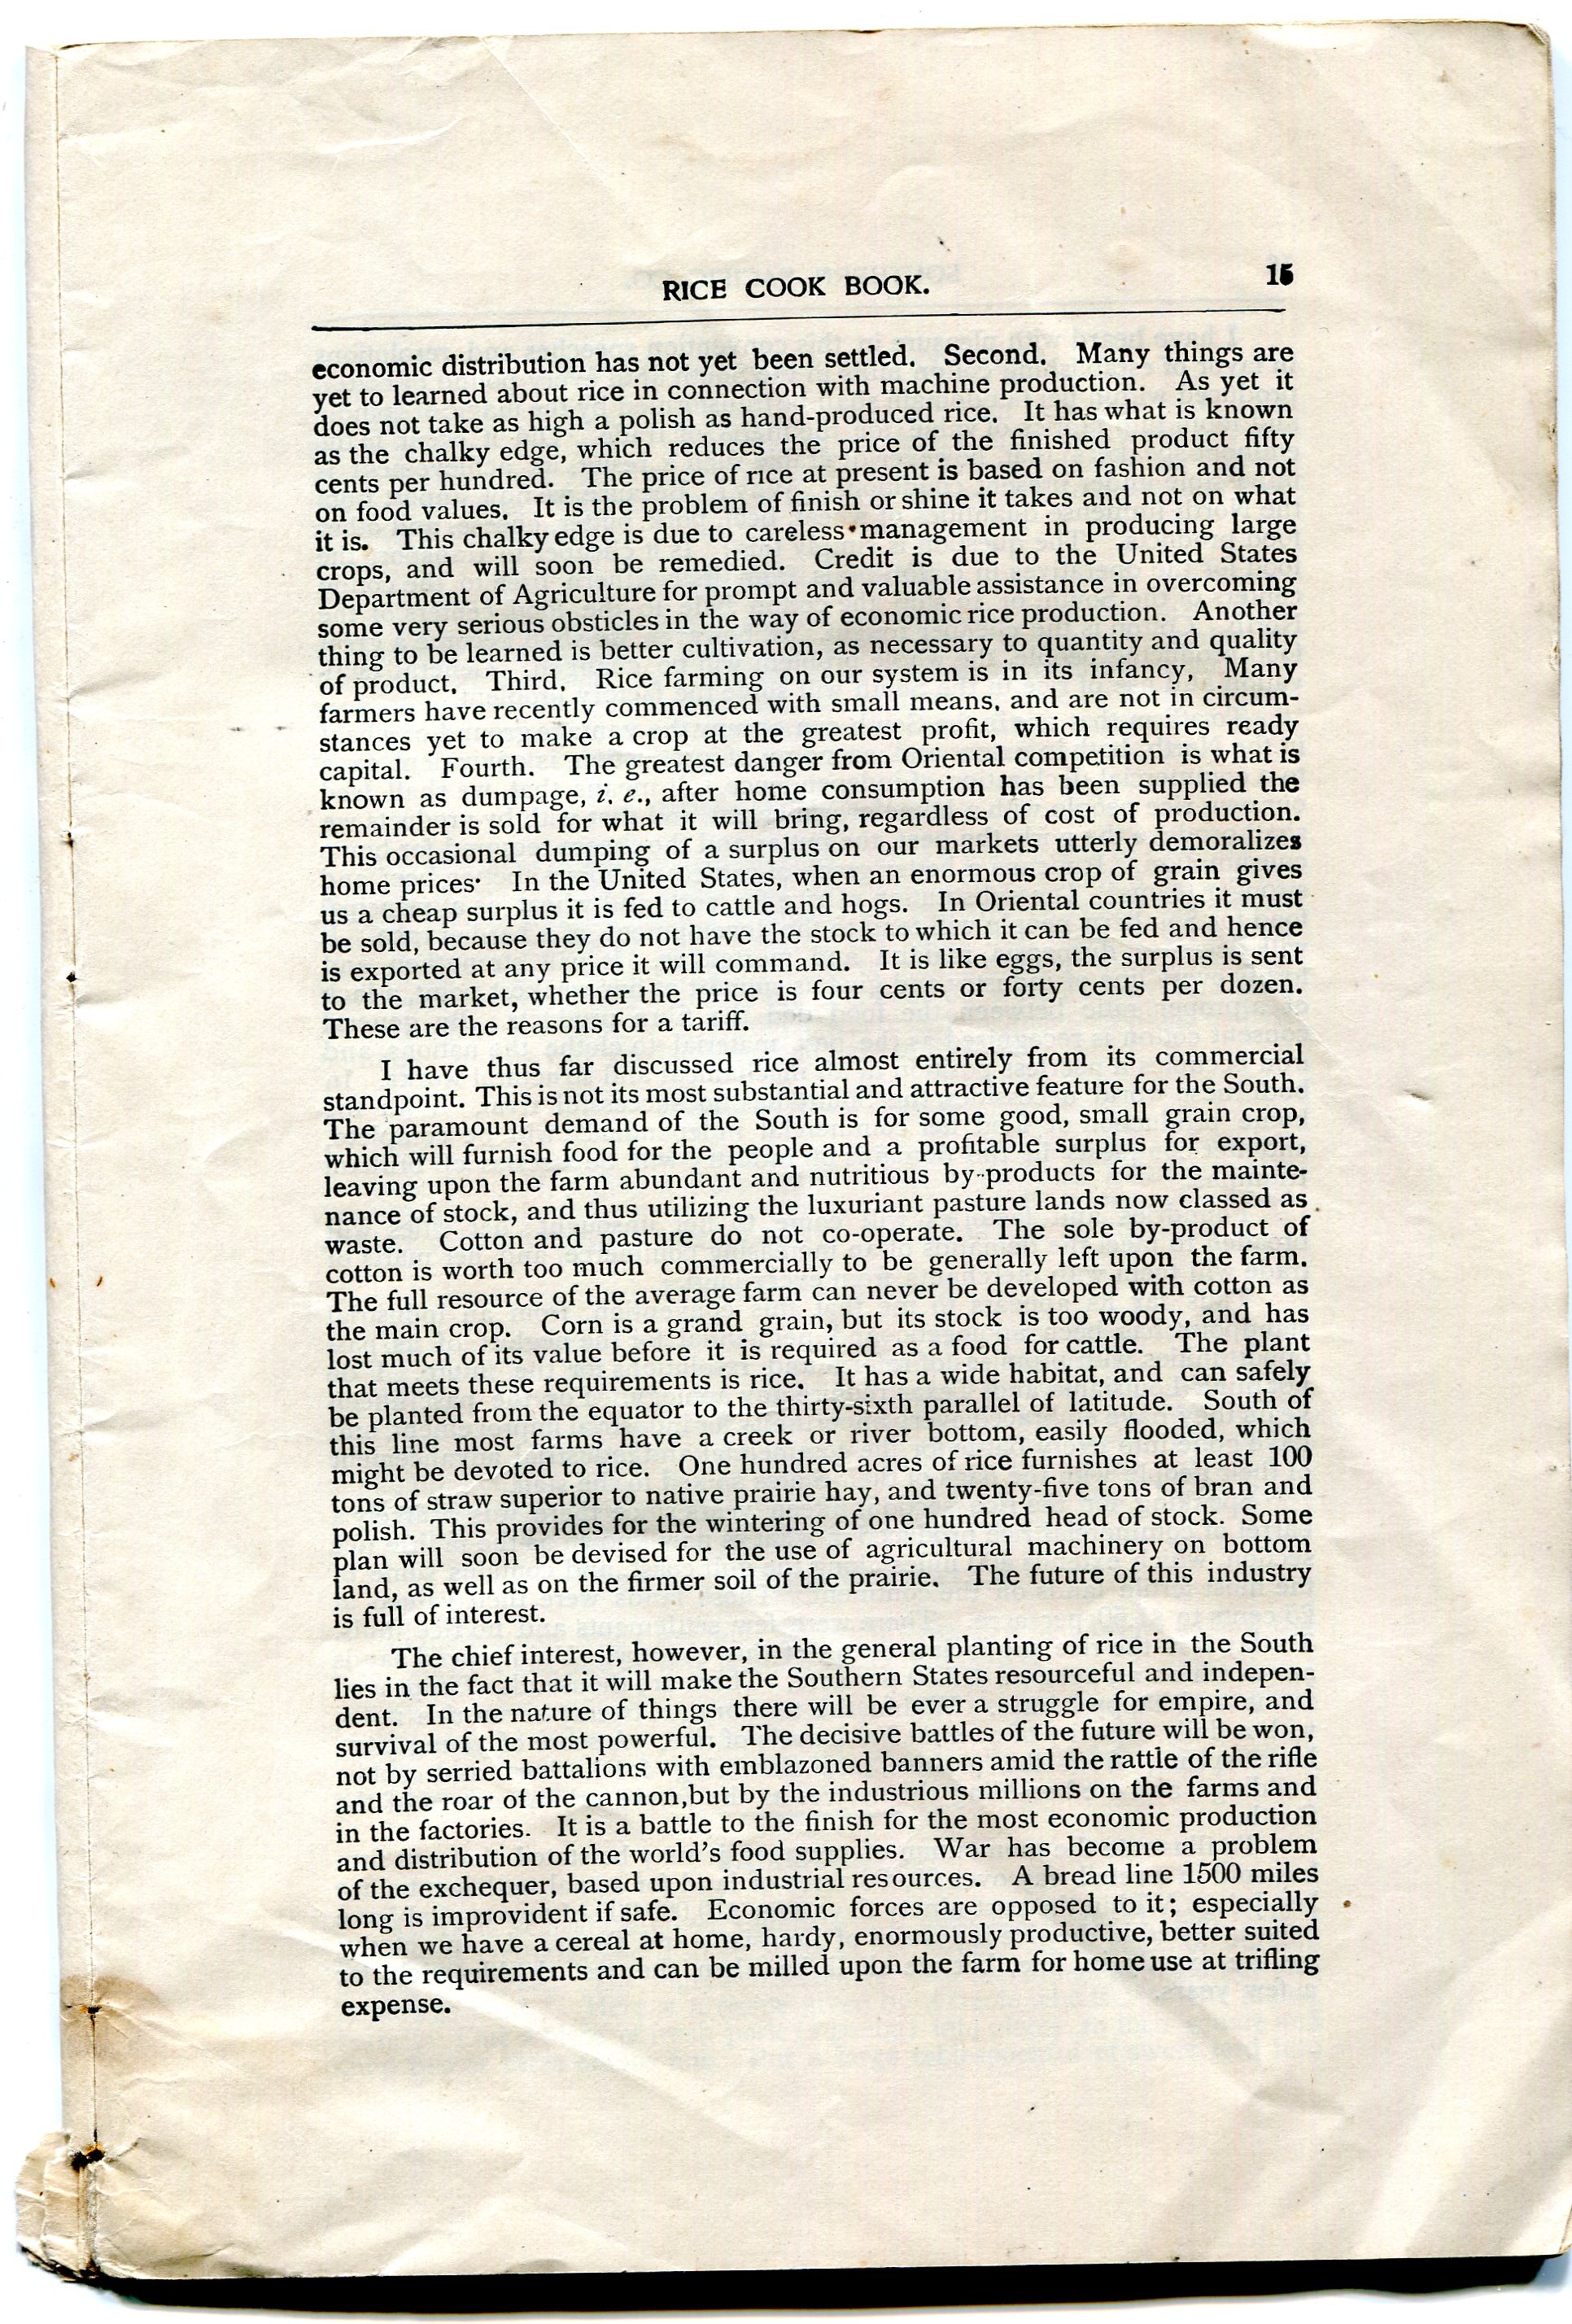 RICE COOK BOOK. 15
economic distribution has not yet been settled. Second. Many things are
yet to learned about rice in connection with machine production. As yet it
does not take as high a polish as hand-produced rice. It has what is known
as the chalky edge, which reduces the price of the finished product fifty
cents per hundred. The price of rice at present is based on fashion and not
on food values. It is the problem of finish or shine it takes and not on what
it is. This chalky edge is due to careless management in producing large
crops, and will soon be remedied. Credit is due to the United States
Department of Agriculture for prompt and valuable assistance in overcoming
some very serious obsticles in the way of economic rice production. Another
thing to be learned is better cultivation, as necessary to quantity and quality
of product. Third. Rice farming on our system is in its infancy, Many
farmers have recently commenced with small means, and are not in circum-
stances yet to make a crop at the greatest profit, which requires ready
capital. Fourth. The greatest danger from Oriental competition is what is
known as dumpage, i. e., after home consumption has been supplied the
remainder is sold for what it will bring, regardless of cost of production.
This occasional dumping of a surplus on our markets utterly demoralizes
home prices· In the United States, when an enormous crop of grain gives
us a cheap surplus it is fed to cattle and hogs. In Oriental countries it must
be sold, because they do not have the stock to which it can be fed and hence
is exported at any price it will command. It is like eggs, the surplus is sent
to the market, whether the price is four cents or forty cents per dozen.
These are the reasons for a tariff.
I have thus far discussed rice almost entirely from its commercial
standpoint. This is not its most substantial and attractive feature for the South.
The paramount demand of the South is for some good, small grain crop,
which will furnish food for the people and a profitable surplus for export,
leaving upon the farm abundant and nutritious by-products for the mainte-
nance of stock, and thus utilizing the luxuriant pasture lands now classed as
waste. Cotton and pasture do not co-operate. The sole by-product of
cotton is worth too much commercially to be generally left upon the farm.
The full resource of the average farm can never be developed with cotton as
the main crop. Corn is a grand grain, but its stock is too woody, and has
lost much of its value before it is required as a food for cattle. The plant
that meets these requirements is rice. It has a wide habitat, and can safely
be planted from the equator to the thirty-sixth parallel of latitude. South of
this line most farms have a creek or river bottom, easily flooded, which
might be devoted to rice. One hundred acres of rice furnishes at least 100
tons of straw superior to native prairie hay, and twenty-five tons of bran and
polish. This provides for the wintering of one hundred head of stock. Some
plan will soon be devised for the use of agricultural machinery on bottom
land, as well as on the firmer soil of the prairie. The future of this industry
is full of interest.
The chief interest, however, in the general planting of rice in the South
lies in the fact that it will make the Southern States resourceful and indepen-
dent. In the nature of things there will be ever a struggle for empire, and
survival of the most powerful. The decisive battles of the future will be won,
not by serried battalions with emblazoned banners amid the rattle of the rifle
and the roar of the cannon,but by the industrious millions on the farms and
in the factories. It is a battle to the finish for the most economic production
and distribution of the world's food supplies. War has become a problem
of the exchequer, based upon industrial resources. A bread line 1500 miles
long is improvident if safe. Economic forces are opposed to it; especially
when we have a cereal at home, hardy, enormously productive, better suited
to the requirements and can be milled upon the farm for home use at trifling
expense.